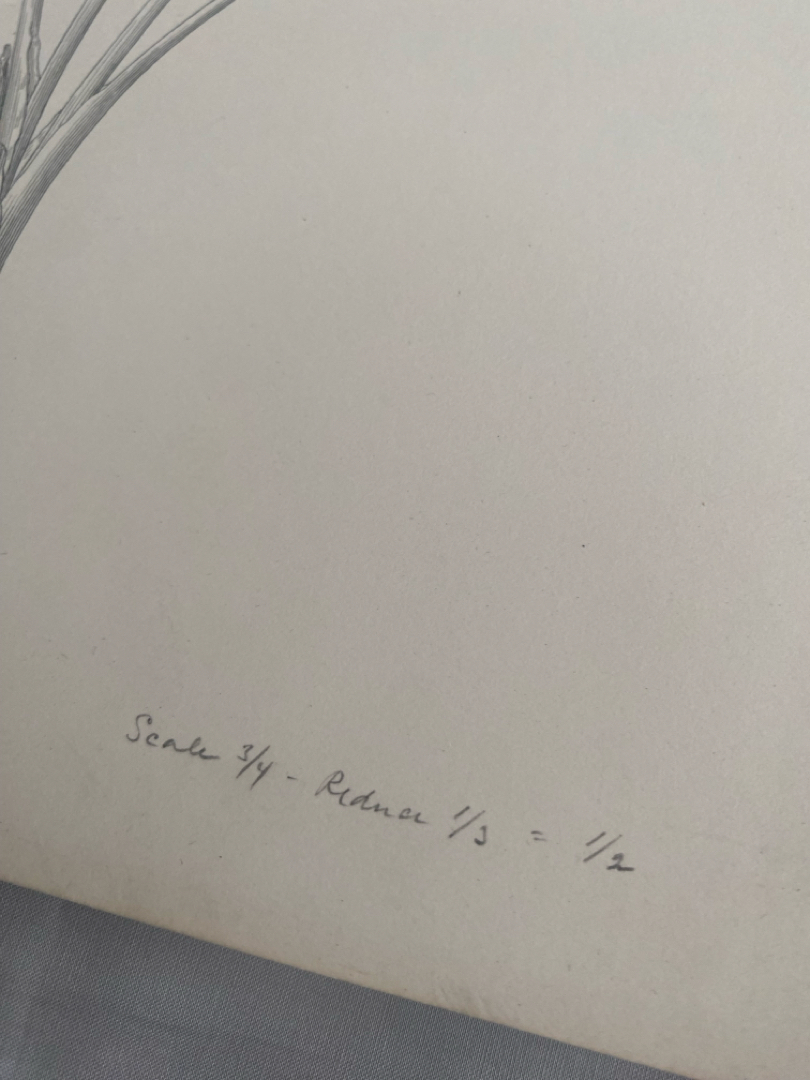 Scale 3/4 - Reduce 1/3 = 1/2